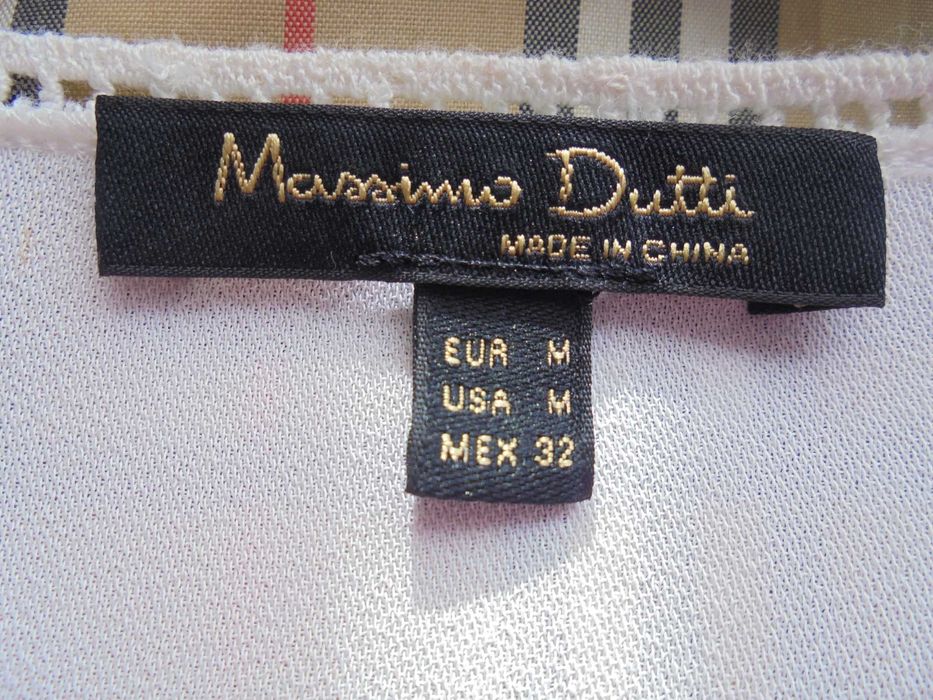 Massimo Dutti
MADE IN CHINA
EUR M
USA M
MEX 32